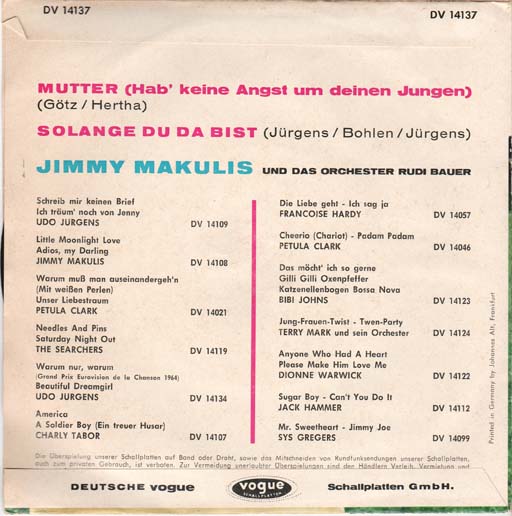 DV 14137
DV 14137
MUTTER (Hab' keine Angst um deinen Jungen)
(Götz / Hertha)
SOLANGE DU DA BIST (Jürgens / Bohlen / Jürgens)
JIMMY MAKULIS UND DAS ORCHESTER RUDI BAUER
Schreib mir keinen Brief
Ich träum' noch von Jenny
UDO JURGENS DV 14109
Little Moonlight Love
Adios, my Darling
JIMMY MAKULIS DV 14108
Warum muß man auseinandergeh'n
(Mit weißen Perlen)
Unser Liebestraum
PETULA CLARK DV 14021
Needles And Pins
Saturday Night Out
THE SEARCHERS DV 14119
Warum nur, warum
(Grand Prix Eurovision de la Chanson 1964)
Beautiful Dreamgirl
UDO JURGENS DV 14134
America
A Soldier Boy (Ein treuer Husar)
CHARLY TABOR DV 14107
Die Liebe geht - Ich sag ja
FRANCOISE HARDY DV 14057
Cheerio (Chariot) - Padam Padam
PETULA CLARK DV 14046
Das möcht' ich so gerne
Gilli Gilli Oxenpfeffer
Katzenellenbogen Bossa Nova
BIBI JOHNS DV 14123
Jung-Frauen-Twist - Twen-Party
TERRY MARK und sein Orchester DV 14124
Anyone Who Had A Heart
Please Make Him Love Me
DIONNE WARWICK DV 14122
Sugar Boy - Can't You Do It
JACK HAMMER DV 14112
Mr. Sweetheart - Jimmy Joe
SYS GREGERS DV 14099
Printed in Germany by Johannes Alt, Frankfurt
Die Überspielung unserer Schallplatten auf Band oder Draht, sowie das Mitschneiden von Rundfunksendungen unserer Schallplatten,
auch zum privaten Gebrauch, ist verboten. Zur Vermeidung unerlaubter Überspielungen sind den Händlern Verleih, Vermietung und
DEUTSCHE vogue vogue SCHALLPLATTEN Schallplatten GmbH.